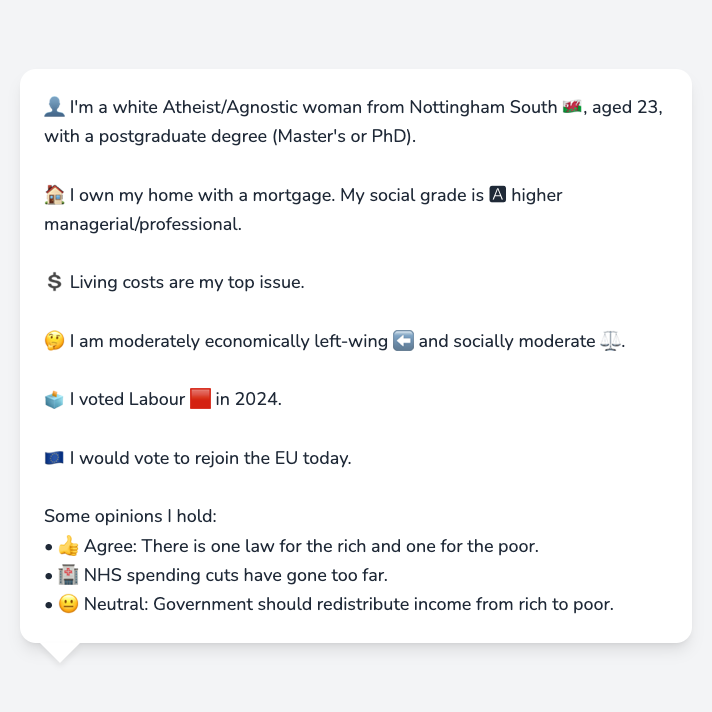 👤 I'm a white Atheist/Agnostic woman from Nottingham South 🏴󠁧󠁢󠁷󠁬󠁳󠁿, aged 23,
with a postgraduate degree (Master's or PhD).
🏠 I own my home with a mortgage. My social grade is 🅰 higher
managerial/professional.
💲 Living costs are my top issue.
🤔 I am moderately economically left-wing ⬅️ and socially moderate ⚖️.
🗳️ I voted Labour 🟥 in 2024.
🇪🇺 I would vote to rejoin the EU today.
Some opinions I hold:
• 👍 Agree: There is one law for the rich and one for the poor.
• 🏥 NHS spending cuts have gone too far.
• 😐 Neutral: Government should redistribute income from rich to poor.